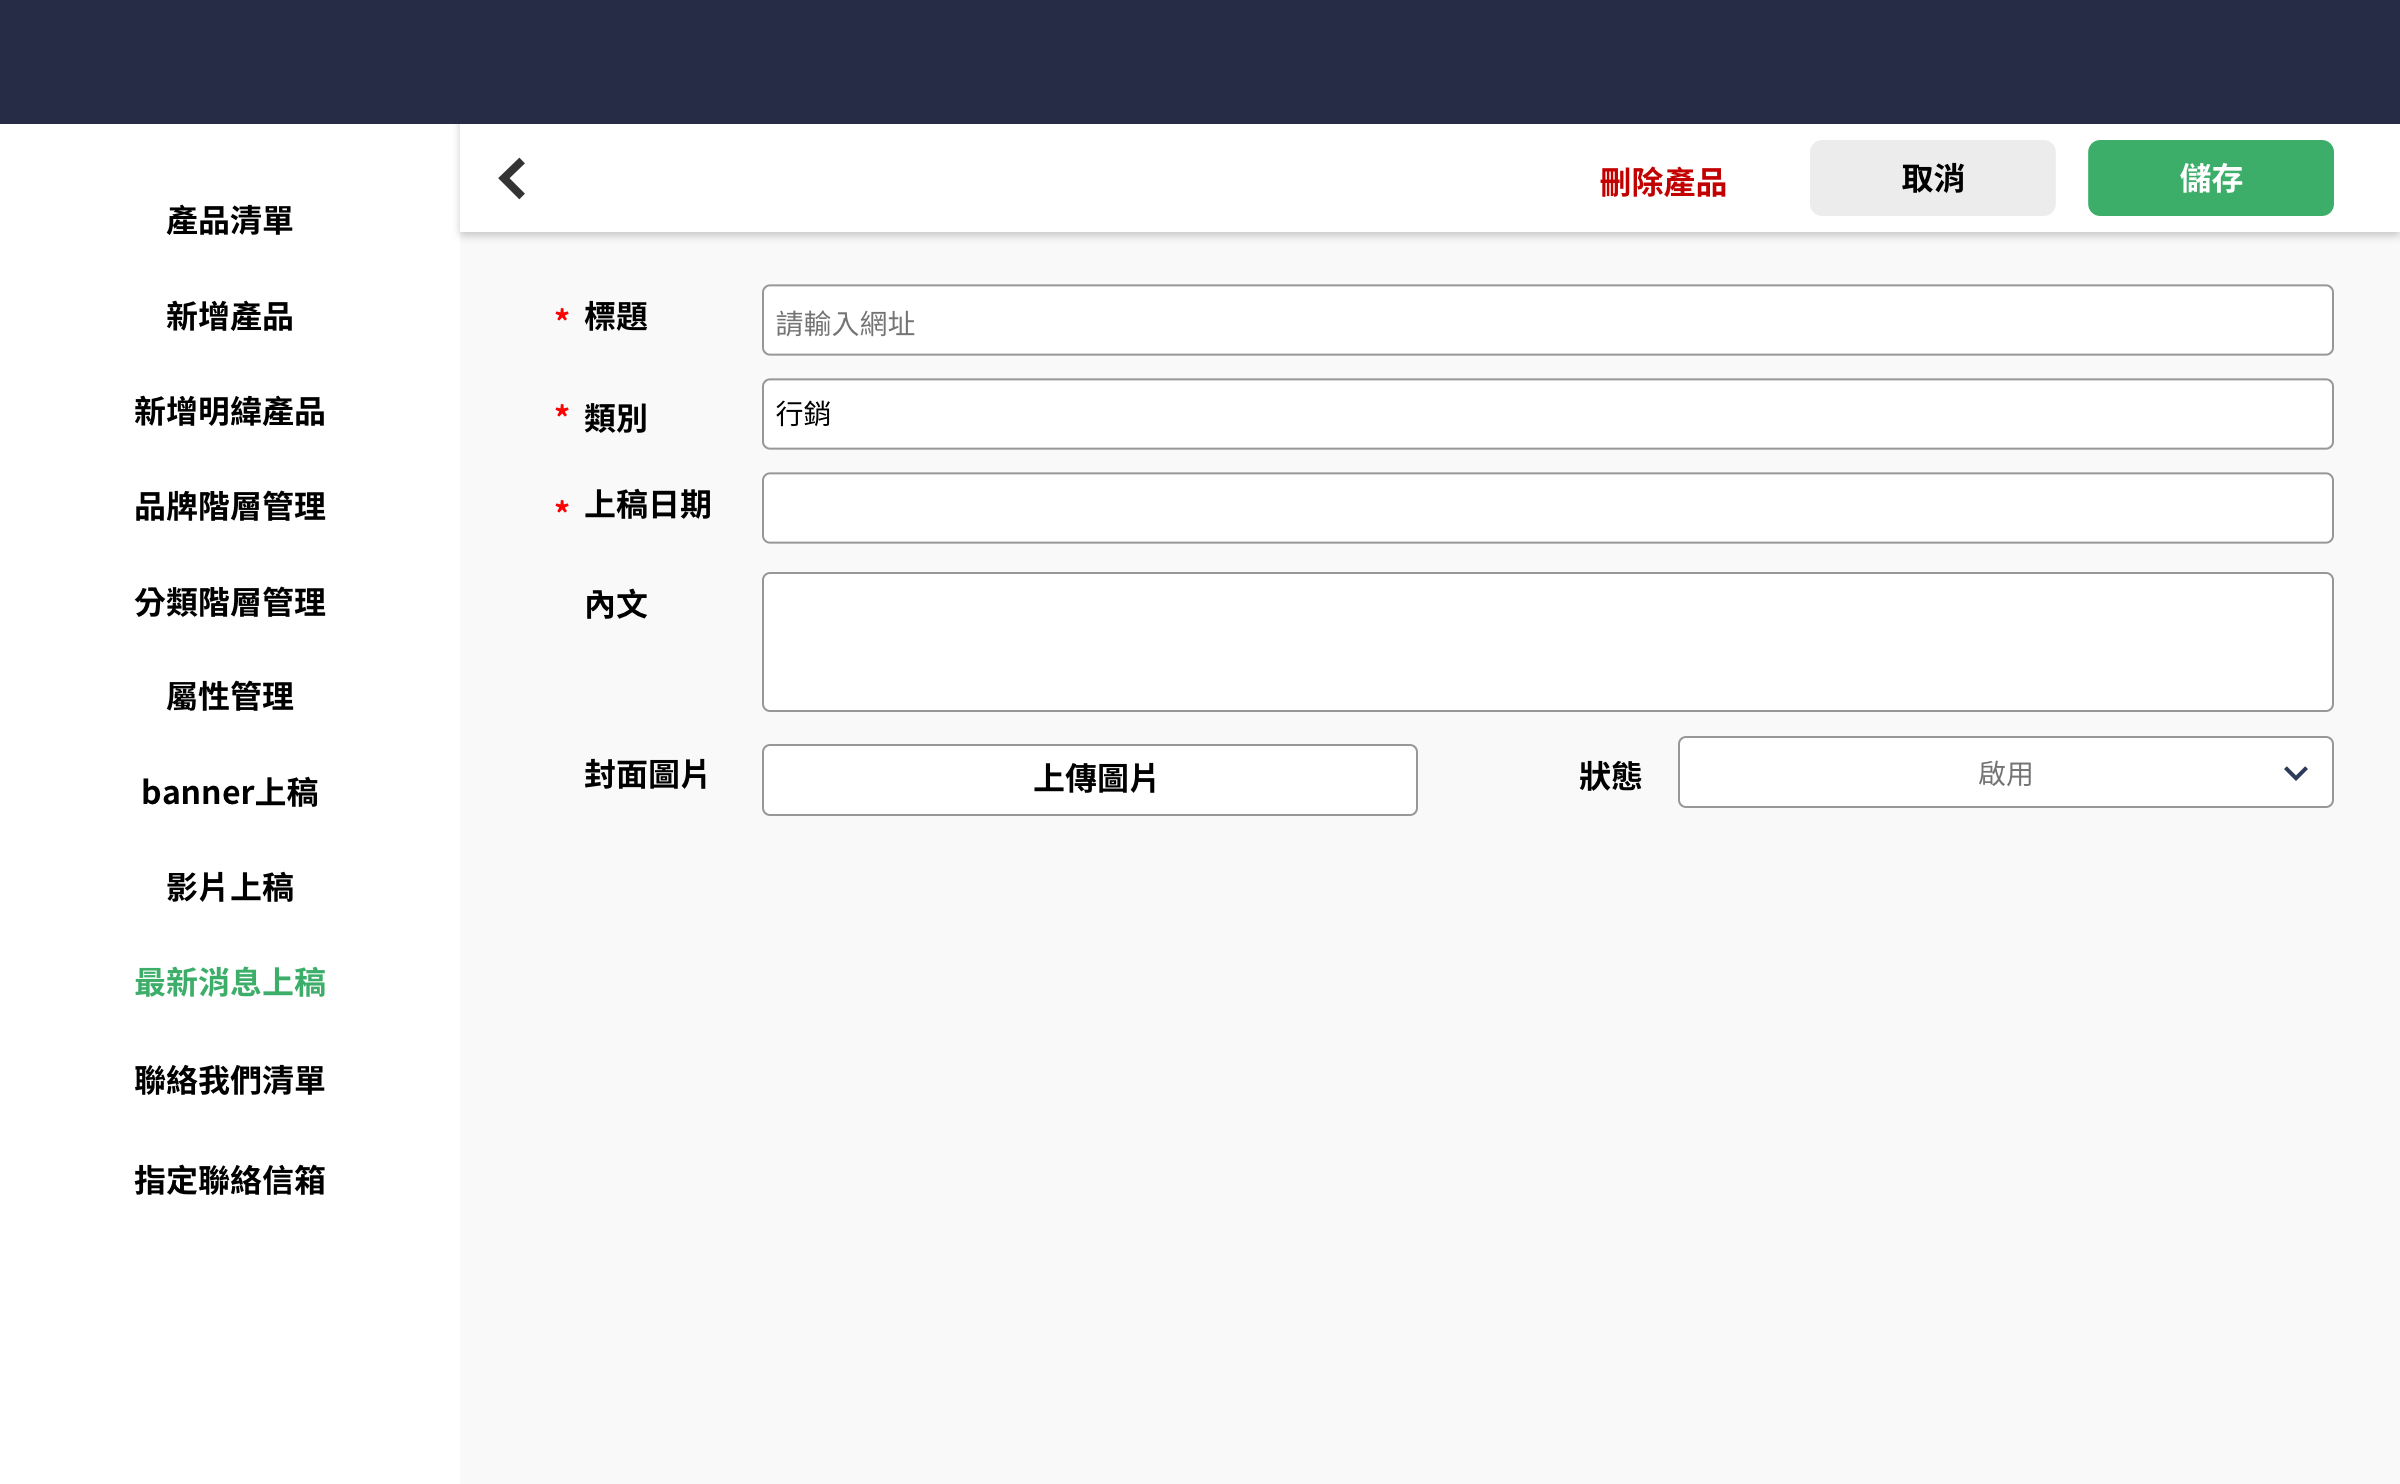 產品清單
新增產品
新增明緯產品
品牌階層管理
分類階層管理
屬性管理
banner上稿
影片上稿
最新消息上稿
聯絡我們清單
指定聯絡信箱
刪除產品
取消
儲存
* 標題
請輸入網址
* 類別
行銷
* 上稿日期
內文
封面圖片
上傳圖片
狀態
啟用